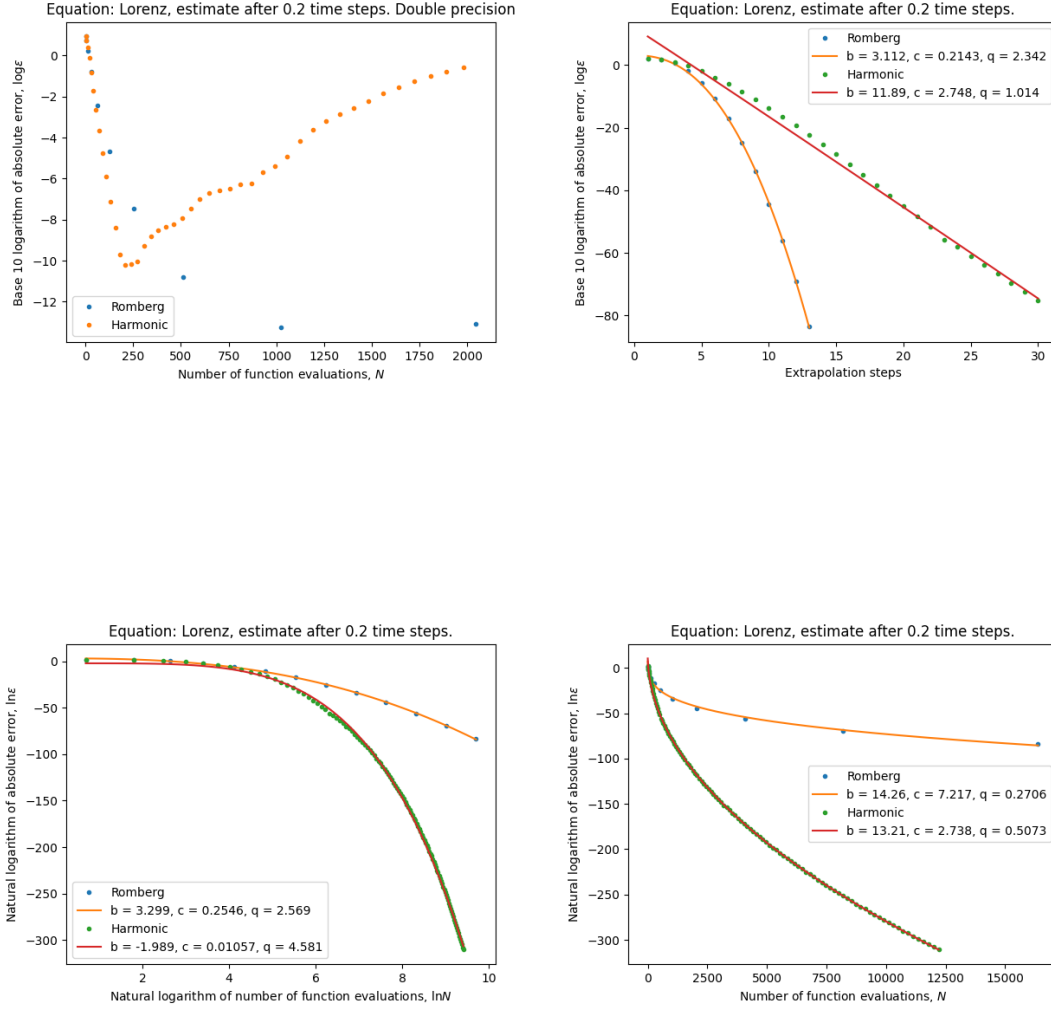 Equation: Lorenz, estimate after 0.2 time steps. Double precision
Base 10 logarithm of absolute error, logε
0
−2
−4
−6
−8
−10
−12
Romberg
Harmonic
0 250 500 750 1000 1250 1500 1750 2000
Number of function evaluations, N
Equation: Lorenz, estimate after 0.2 time steps.
Base 10 logarithm of absolute error, logε
0
−20
−40
−60
−80
Romberg
b = 3.112, c = 0.2143, q = 2.342
Harmonic
b = 11.89, c = 2.748, q = 1.014
0 5 10 15 20 25 30
Extrapolation steps
Equation: Lorenz, estimate after 0.2 time steps.
Natural logarithm of absolute error, lnε
0
−50
−100
−150
−200
−250
−300
Romberg
b = 3.299, c = 0.2546, q = 2.569
Harmonic
b = -1.989, c = 0.01057, q = 4.581
2 4 6 8 10
Natural logarithm of number of function evaluations, lnN
Equation: Lorenz, estimate after 0.2 time steps.
Natural logarithm of absolute error, lnε
0
−50
−100
−150
−200
−250
−300
Romberg
b = 14.26, c = 7.217, q = 0.2706
Harmonic
b = 13.21, c = 2.738, q = 0.5073
0 2500 5000 7500 10000 12500 15000
Number of function evaluations, N